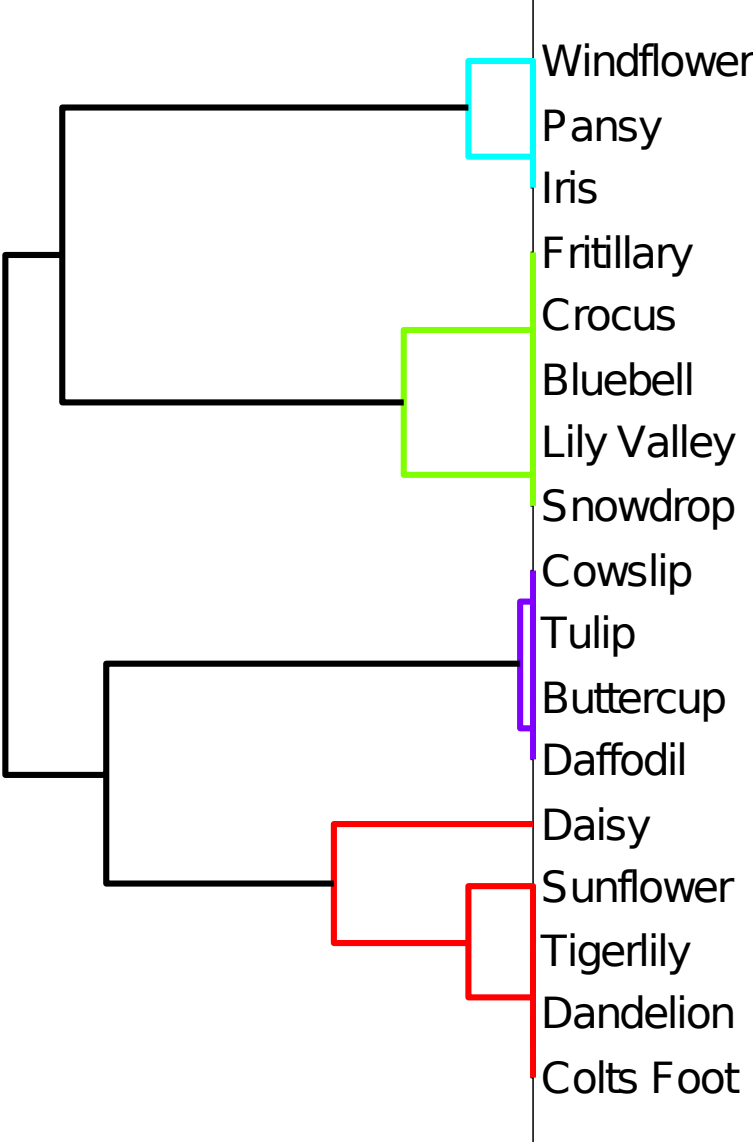 Windflower
Pansy
Iris
Fritillary
Crocus
Bluebell
Lily Valley
Snowdrop
Cowslip
Tulip
Buttercup
Daffodil
Daisy
Sunflower
Tigerlily
Dandelion
Colts Foot